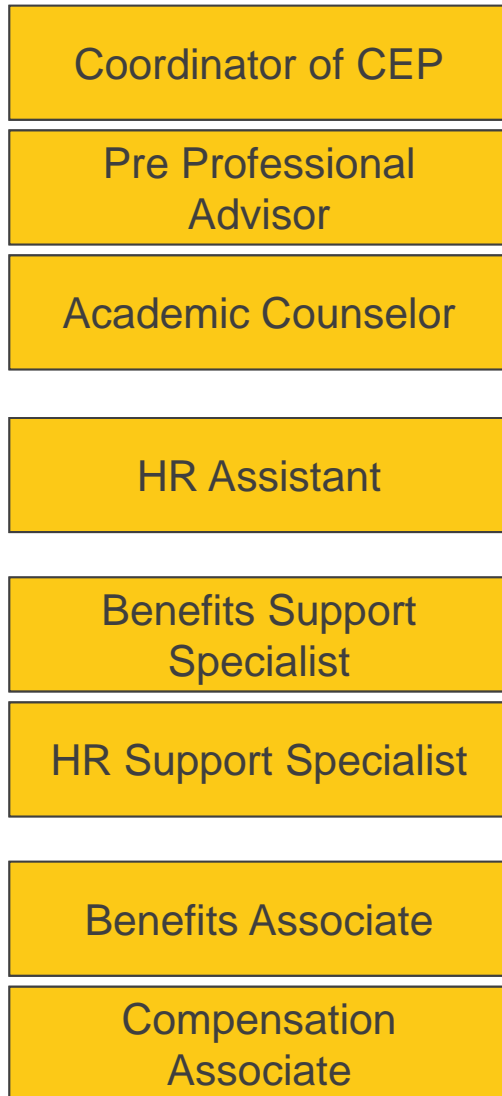 Coordinator of CEP
Pre Professional
Advisor
Academic Counselor
HR Assistant
Benefits Support
Specialist
HR Support Specialist
Benefits Associate
Compensation
Associate